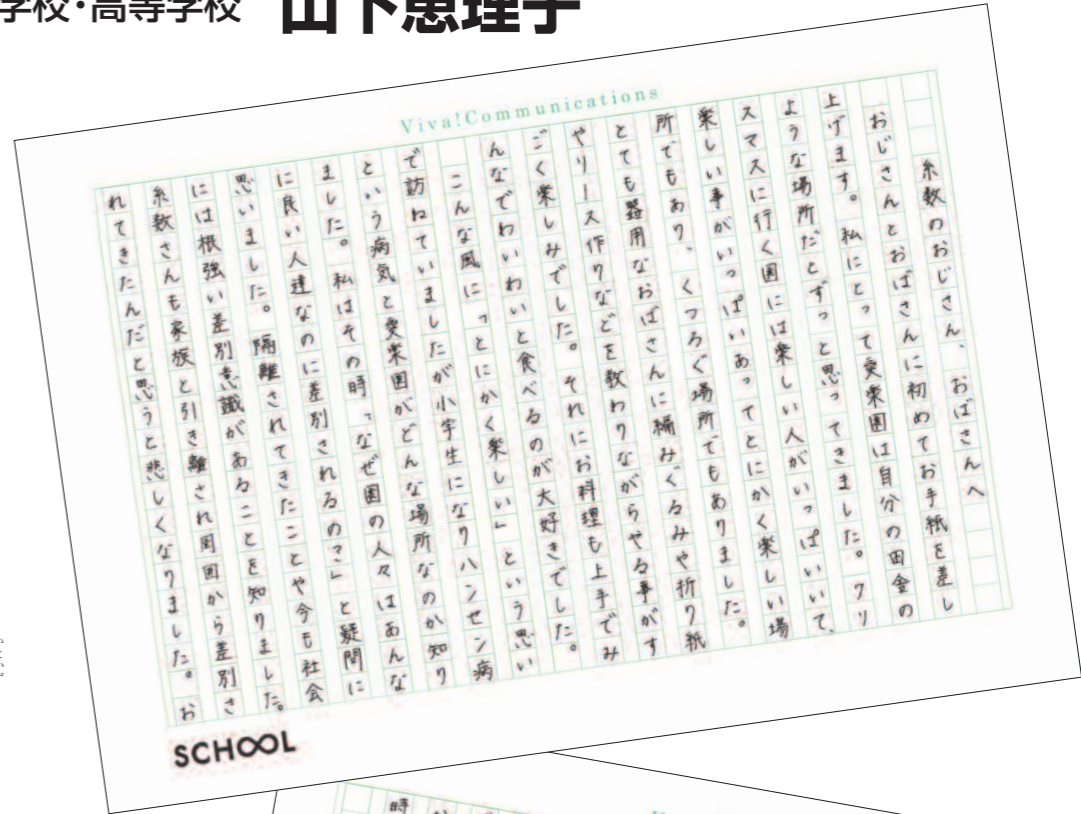 学校・高等学校 山下恵理子
Viva!Communications
糸数のおじさん、おばさんへ
おじさんとおばさんに初めてお手紙を差し
上げます。私にとって愛楽園は自分の田舎の
ような場所だとずっと思ってきました。クリ
スマスに行く園には楽しい人がいっぱいいて、
楽しい事がいっぱいあってとにかく楽しい場
所でもあり、くつろぐ場所でもありました。
とても器用なおばさんに編みぐるみや折り紙
やリース作りなどを教わりながらやる事がす
ごく楽しみでした。それにお料理も上手でみ
んなでわいわいと食べるのが大好きでした。
こんな風に「とにかく楽しい」という思い
で訪ねていましたが小学生になりハンセン病
という病気と愛楽園がどんな場所なのか知り
ました。私はその時「なぜ園の人々はあんな
に良い人達なのに差別されるの?」と疑問に
思いました。隔離されてきたことや今も社会
には根強い差別意識があることを知りました。
糸数さんも家族と引き離され周囲から差別さ
れてきたんだと思うと悲しくなりました。お
SCHOOL
時